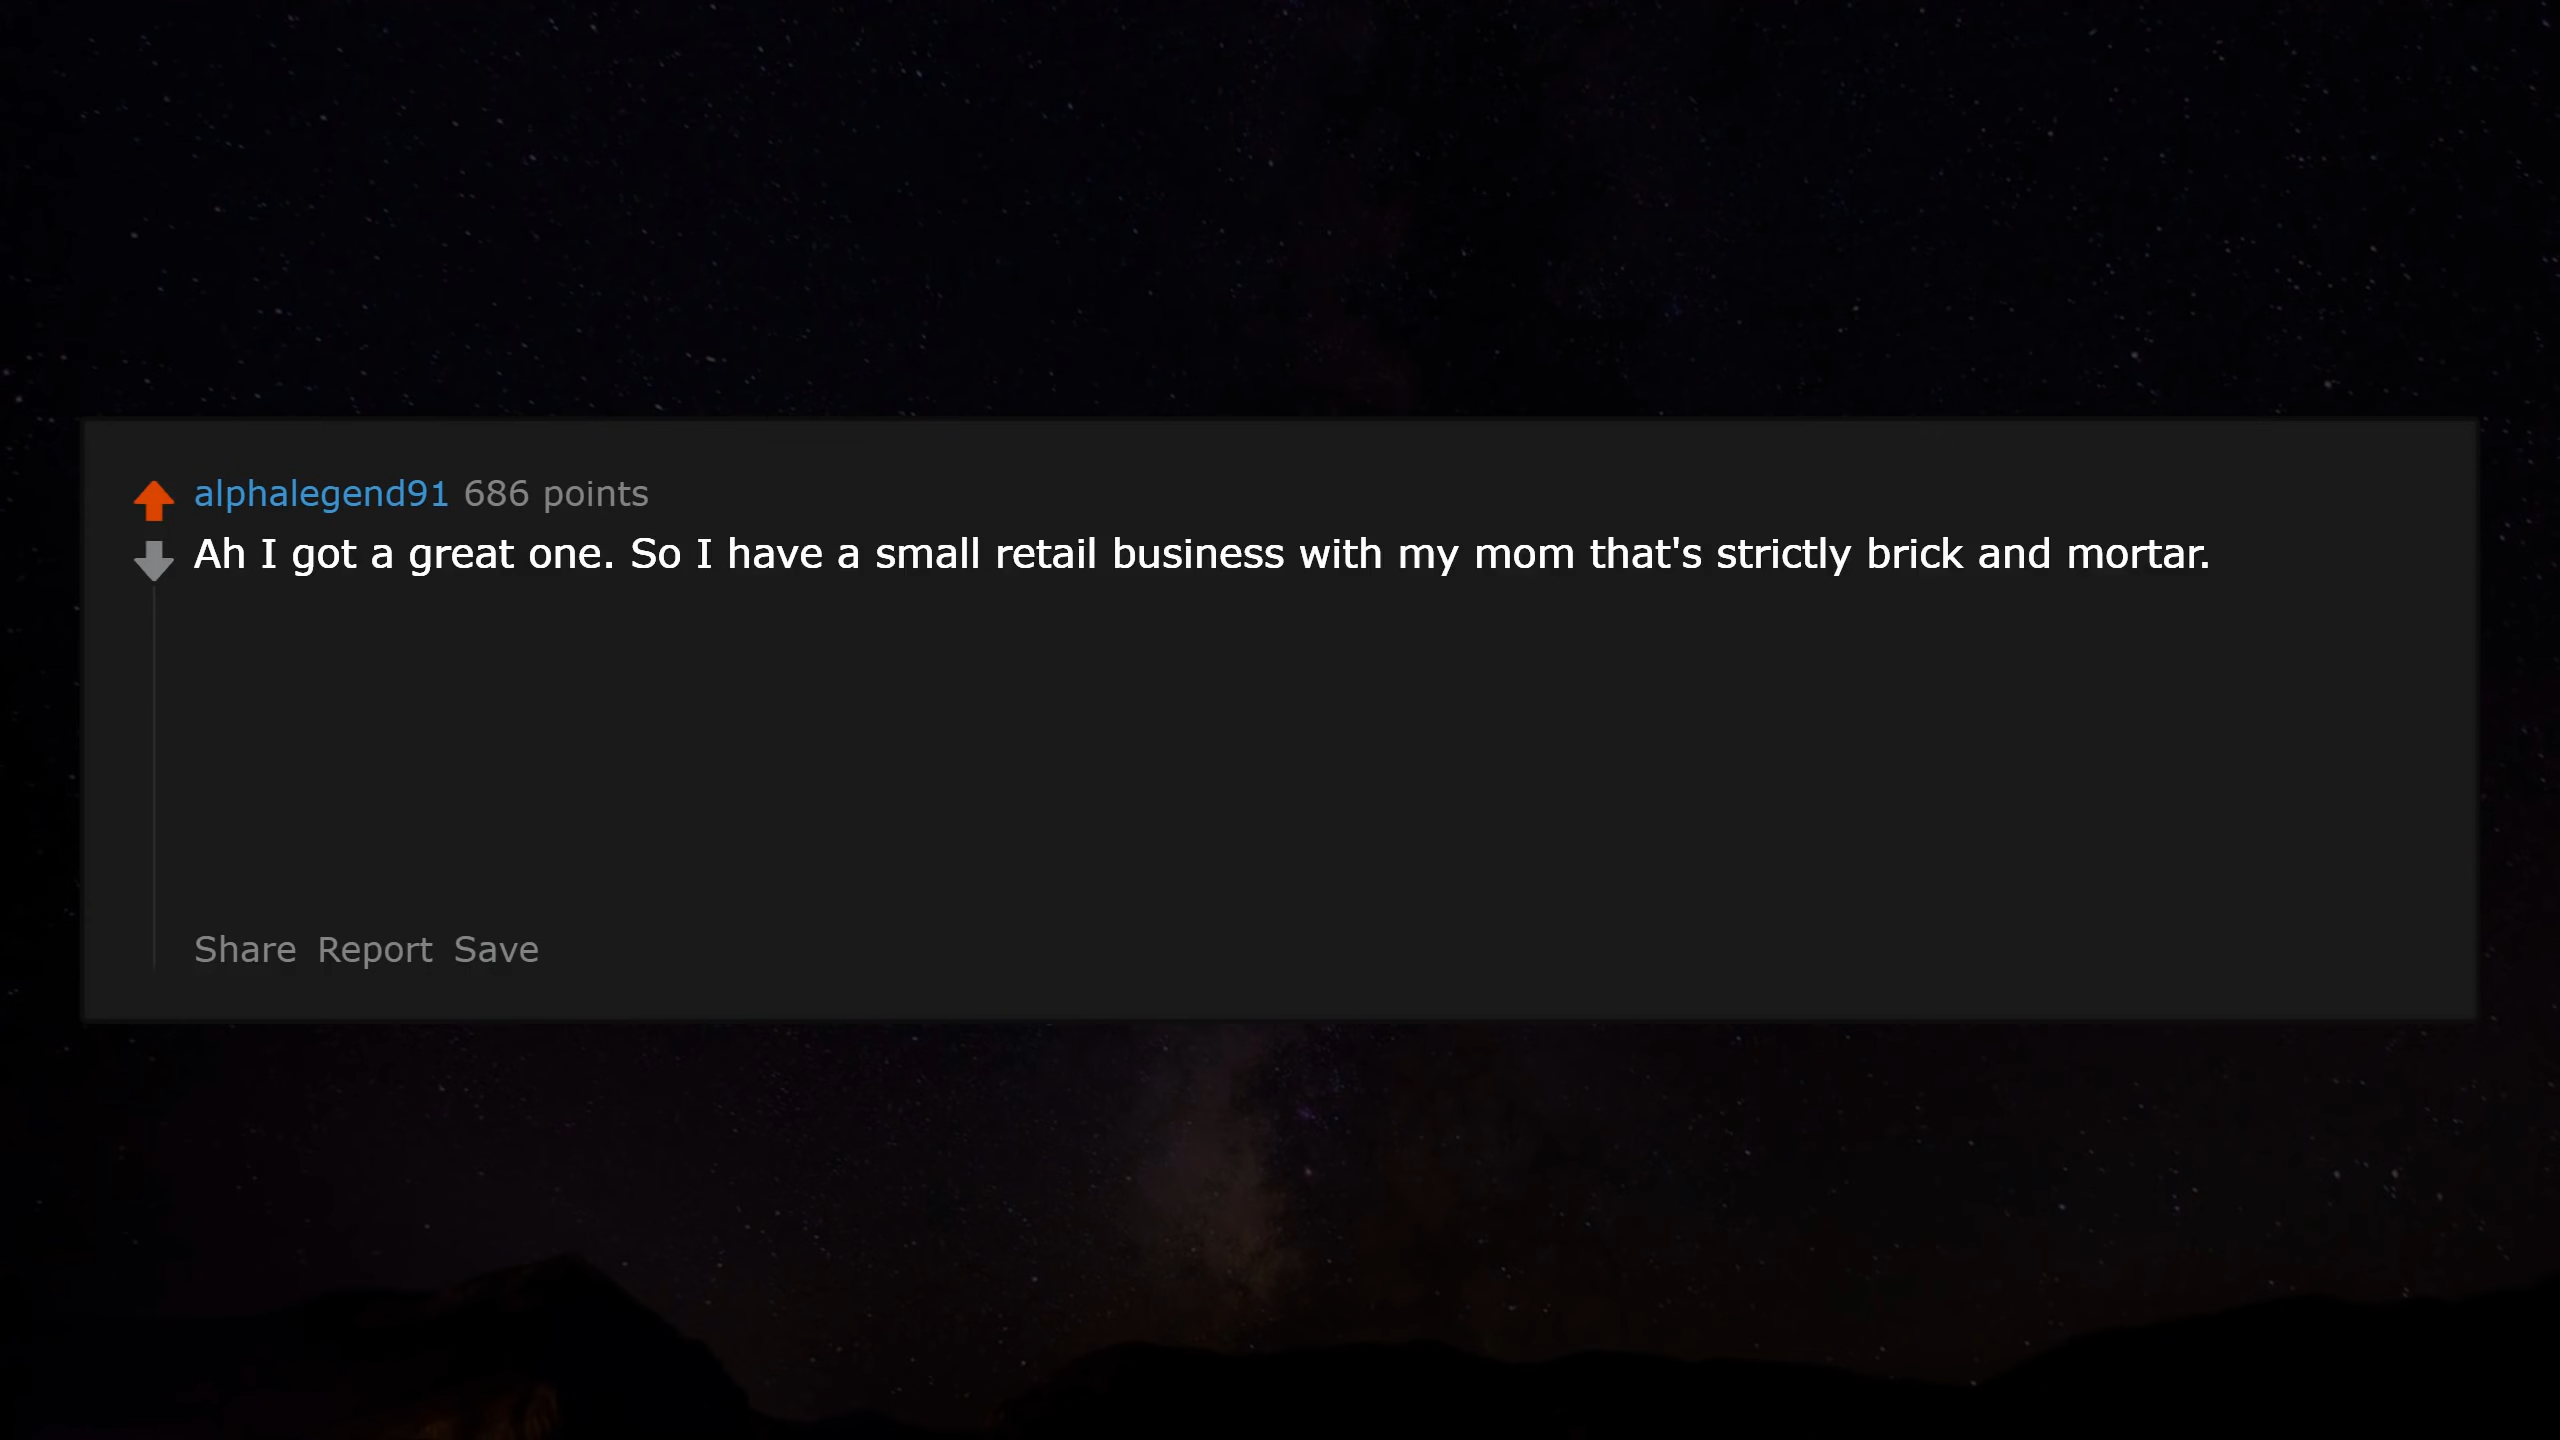 alphalegend91 686 points
Ah I got a great one. So I have a small retail business with my mom that's strictly brick and mortar.
Share Report Save